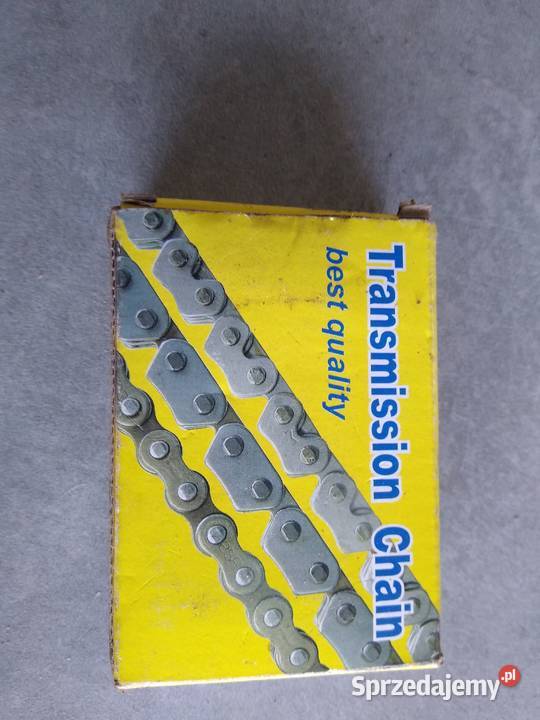 Transmission Chain
best quality
Sprzedajemy.pl